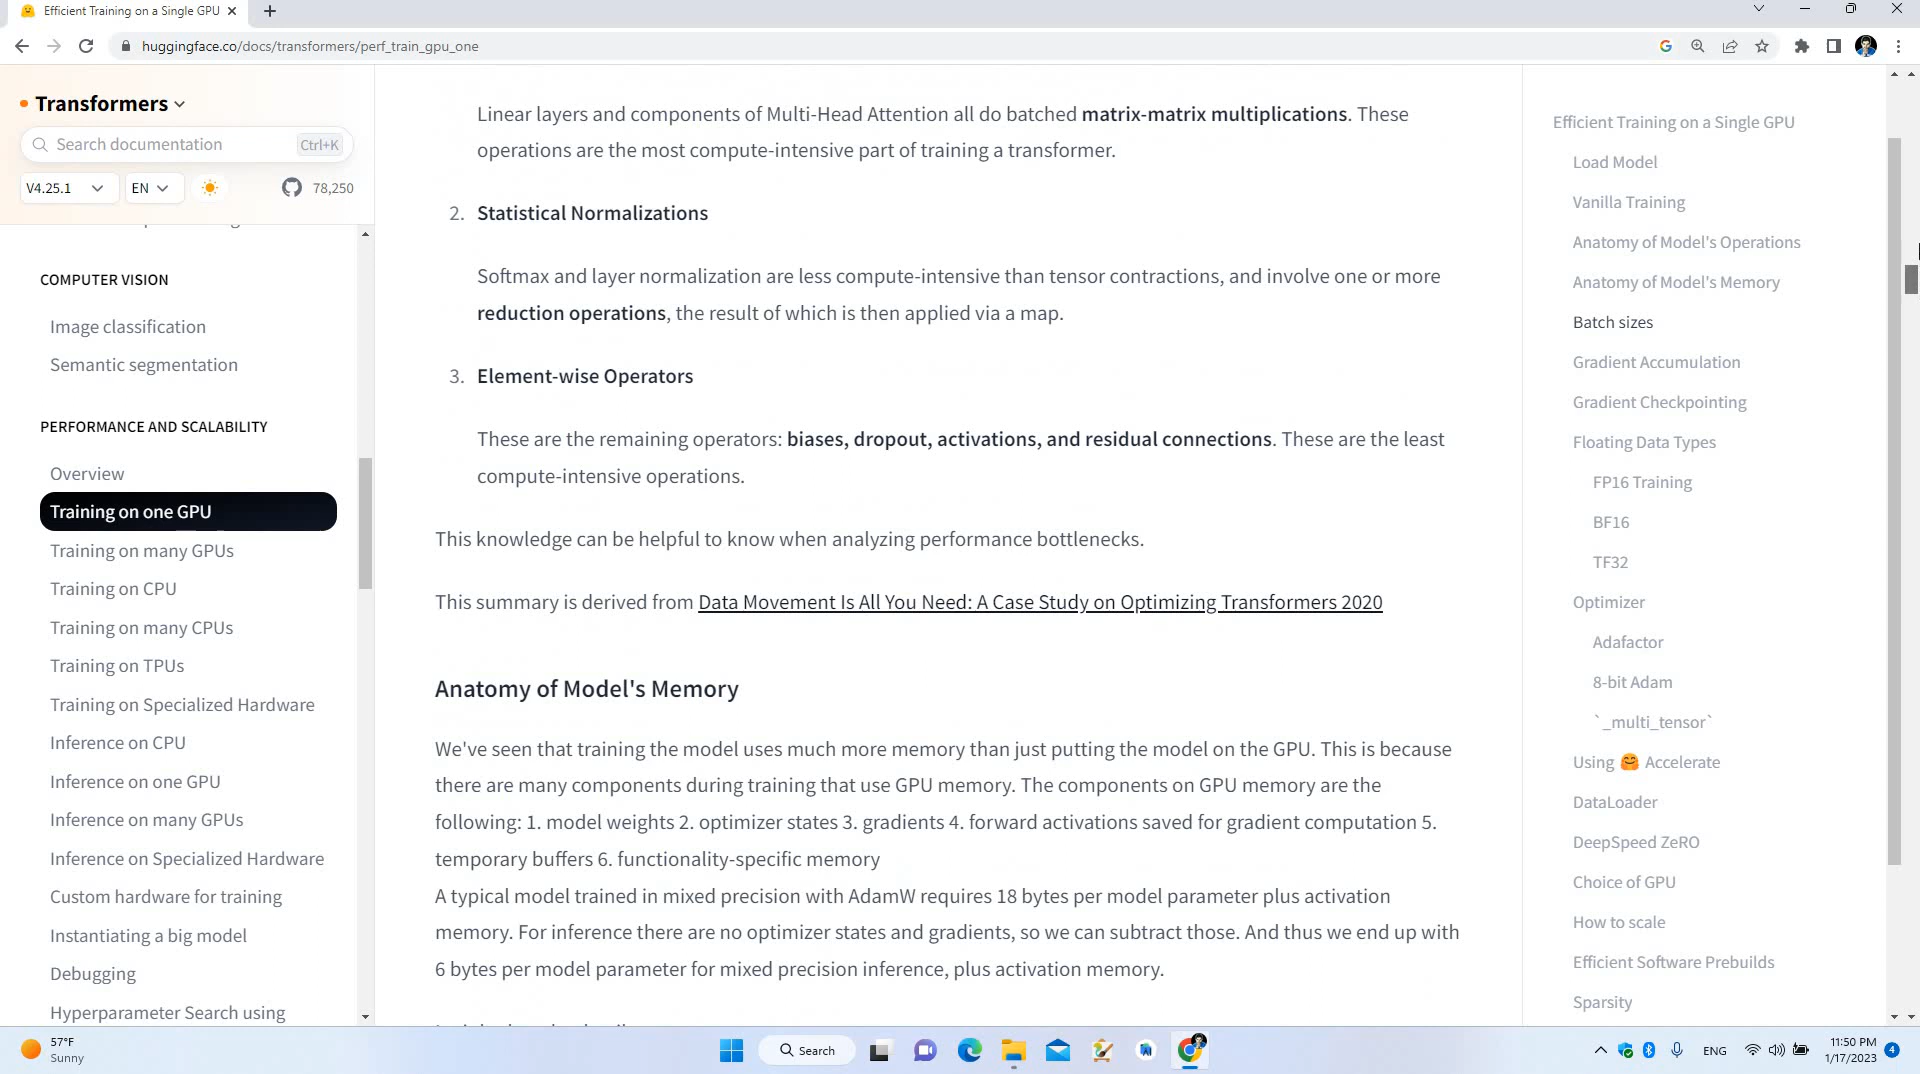 Efficient Training on a Single GPU
huggingface.co/docs/transformers/perf_train_gpu_one
Transformers
Search documentation
Ctrl+K
V4.25.1
EN
78,250
COMPUTER VISION
Image classification
Semantic segmentation
PERFORMANCE AND SCALABILITY
Overview
Training on one GPU
Training on many GPUs
Training on CPU
Training on many CPUs
Training on TPUs
Training on Specialized Hardware
Inference on CPU
Inference on one GPU
Inference on many GPUs
Inference on Specialized Hardware
Custom hardware for training
Instantiating a big model
Debugging
Hyperparameter Search using
Linear layers and components of Multi-Head Attention all do batched matrix-matrix multiplications. These
operations are the most compute-intensive part of training a transformer.
2. Statistical Normalizations
Softmax and layer normalization are less compute-intensive than tensor contractions, and involve one or more
reduction operations, the result of which is then applied via a map.
3. Element-wise Operators
These are the remaining operators: biases, dropout, activations, and residual connections. These are the least
compute-intensive operations.
This knowledge can be helpful to know when analyzing performance bottlenecks.
This summary is derived from Data Movement Is All You Need: A Case Study on Optimizing Transformers 2020
Anatomy of Model's Memory
We've seen that training the model uses much more memory than just putting the model on the GPU. This is because
there are many components during training that use GPU memory. The components on GPU memory are the
following: 1. model weights 2. optimizer states 3. gradients 4. forward activations saved for gradient computation 5.
temporary buffers 6. functionality-specific memory
A typical model trained in mixed precision with AdamW requires 18 bytes per model parameter plus activation
memory. For inference there are no optimizer states and gradients, so we can subtract those. And thus we end up with
6 bytes per model parameter for mixed precision inference, plus activation memory.
Efficient Training on a Single GPU
Load Model
Vanilla Training
Anatomy of Model's Operations
Anatomy of Model's Memory
Batch sizes
Gradient Accumulation
Gradient Checkpointing
Floating Data Types
FP16 Training
BF16
TF32
Optimizer
Adafactor
8-bit Adam
`_multi_tensor`
Using 🤗 Accelerate
DataLoader
DeepSpeed ZeRO
Choice of GPU
How to scale
Efficient Software Prebuilds
Sparsity
57°F
Sunny
Search
ENG
11:50 PM
1/17/2023
4